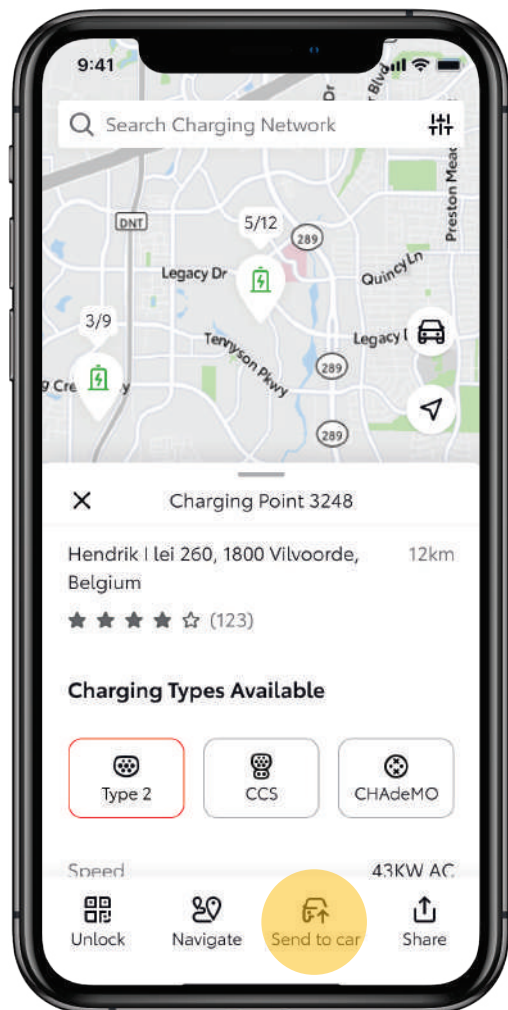 9:41
Blvd
Dr
Search Charging Network
Preston Mead
DNT
5/12
289
Legacy Dr
Quincy Ln
3/9
Tennyson Pkwy
Legacy
289
289
Charging Point 3248
Hendrik I lei 260, 1800 Vilvoorde,
12km
Belgium
(123)
Charging Types Available
Type 2
CCS
CHAdeMO
Speed
43KW AC
Unlock
Navigate
Send to car
Share